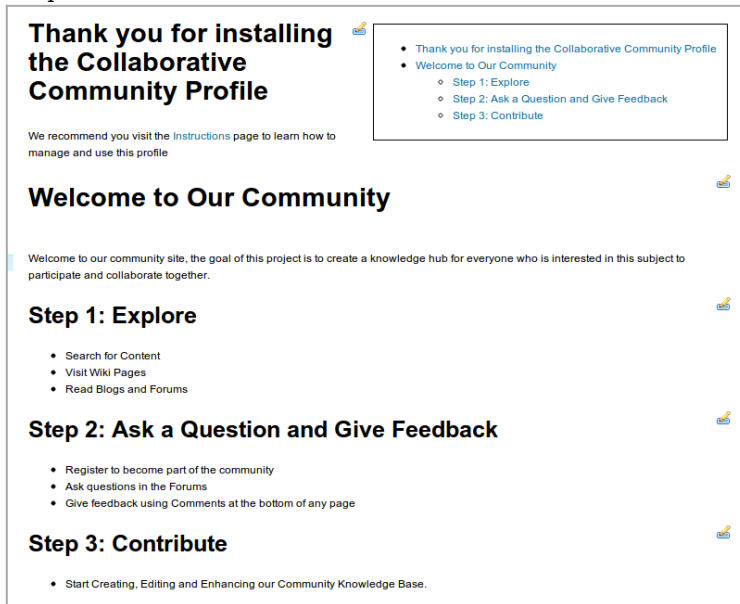 Thank you for installing
the Collaborative
Community Profile
We recommend you visit the Instructions page to learn how to
manage and use this profile
Thank you for installing the Collaborative Community Profile
Welcome to Our Community
Step 1: Explore
Step 2: Ask a Question and Give Feedback
Step 3: Contribute
Welcome to Our Community
Welcome to our community site, the goal of this project is to create a knowledge hub for everyone who is interested in this subject to
participate and collaborate together.
Step 1: Explore
Search for Content
Visit Wiki Pages
Read Blogs and Forums
Step 2: Ask a Question and Give Feedback
Register to become part of the community
Ask questions in the Forums
Give feedback using Comments at the bottom of any page
Step 3: Contribute
Start Creating, Editing and Enhancing our Community Knowledge Base.